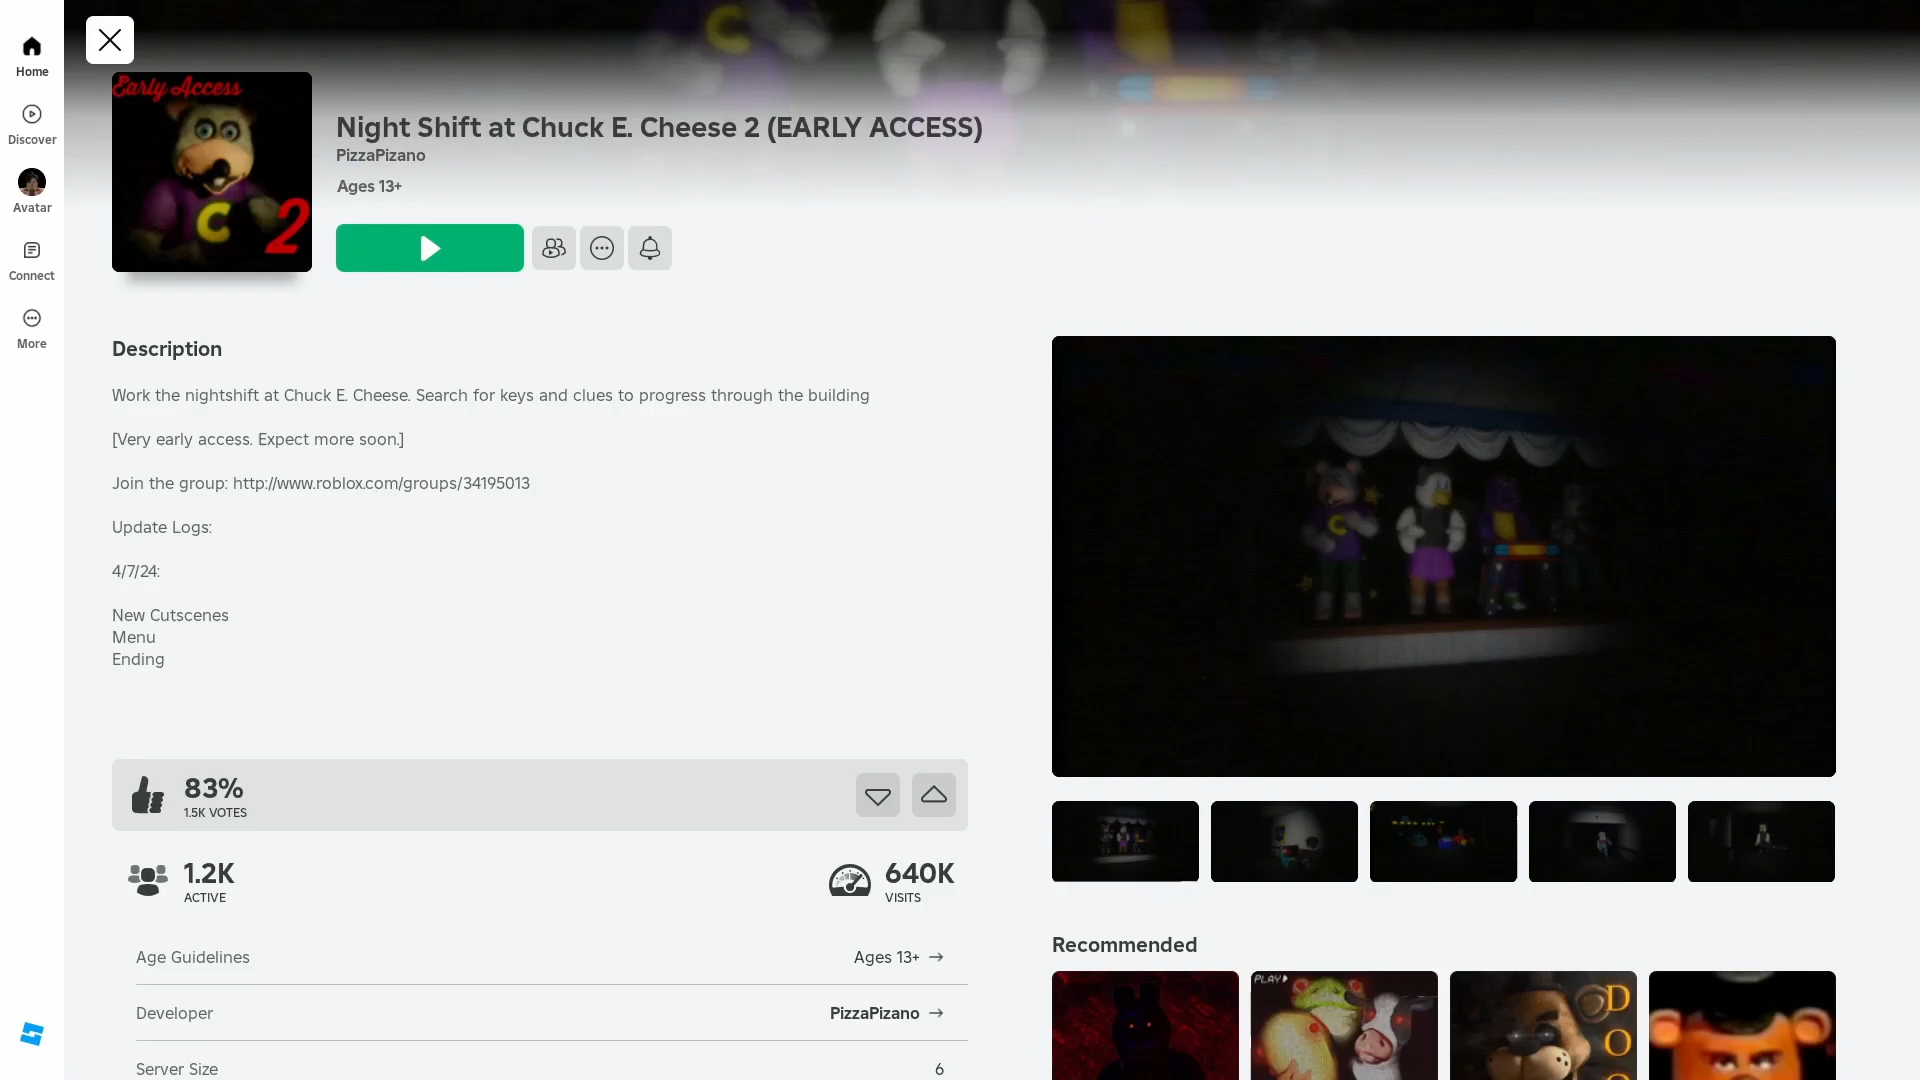 Home
Discover
Avatar
Connect
More
Early Access
C
2
Night Shift at Chuck E. Cheese 2 (EARLY ACCESS)
PizzaPizano
Ages 13+
Description
Work the nightshift at Chuck E. Cheese. Search for keys and clues to progress through the building
[Very early access. Expect more soon.]
Join the group: http://www.roblox.com/groups/34195013
Update Logs:
4/7/24:
New Cutscenes
Menu
Ending
83%
1.5K VOTES
1.2K
ACTIVE
640K
VISITS
Age Guidelines
Ages 13+
Developer
PizzaPizano
Server Size
6
C
Recommended
PLAY
D
O